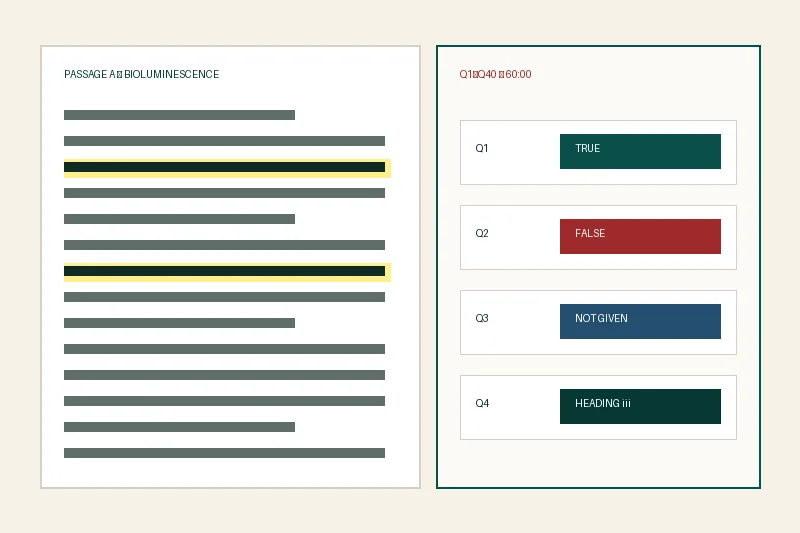 PASSAGE A▯BIOLUMINESCENCE
Q1▯Q40 ▯ 60:00
Q1
TRUE
Q2
FALSE
Q3
NOT GIVEN
Q4
HEADING iii